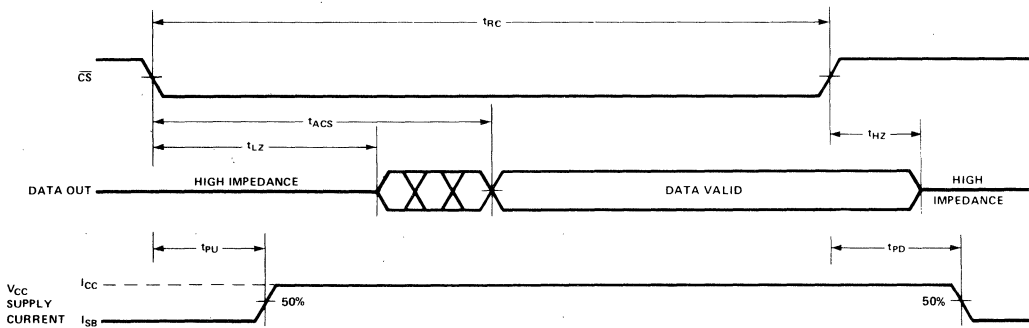 tRC
CS
tACS
tLZ
tHZ
DATA OUT
HIGH IMPEDANCE
DATA VALID
HIGH
IMPEDANCE
tPU
tPD
VCC
SUPPLY
CURRENT
ICC
ISB
50%
50%